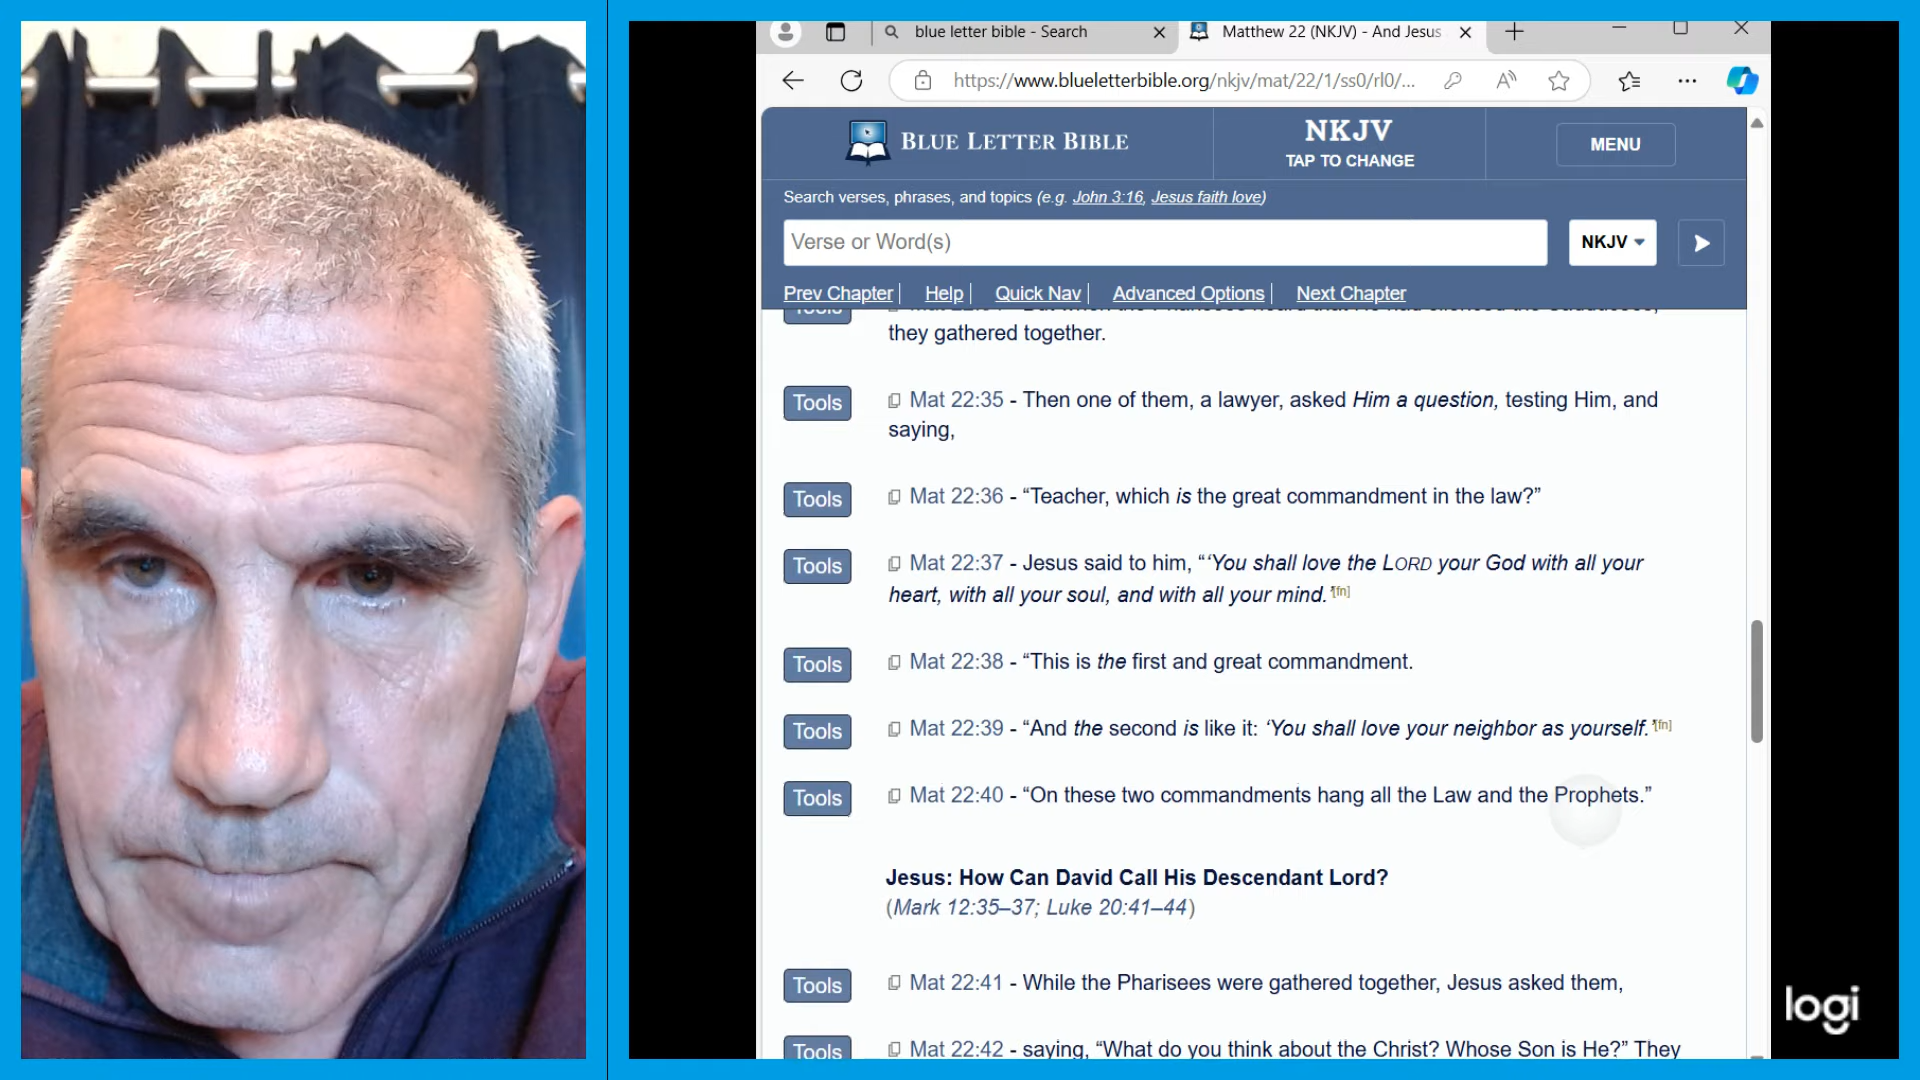 blue letter bible - Search
Matthew 22 (NKJV) - And Jesus
https://www.blueletterbible.org/nkjv/mat/22/1/ss0/rl0/...
BLUE LETTER BIBLE
NKJV
TAP TO CHANGE
MENU
Search verses, phrases, and topics (e.g. John 3:16, Jesus faith love)
Verse or Word(s)
NKJV
Prev Chapter| Help| Quick Nav| Advanced Options| Next Chapter
Tools
they gathered together.
Tools Mat 22:35 - Then one of them, a lawyer, asked Him a question, testing Him, and
saying,
Tools Mat 22:36 - “Teacher, which is the great commandment in the law?”
Tools Mat 22:37 - Jesus said to him, “‘You shall love the LORD your God with all your
heart, with all your soul, and with all your mind.’[fn]
Tools Mat 22:38 - “This is the first and great commandment.
Tools Mat 22:39 - “And the second is like it: ‘You shall love your neighbor as yourself.’[fn]
Tools Mat 22:40 - “On these two commandments hang all the Law and the Prophets.”
Jesus: How Can David Call His Descendant Lord?
(Mark 12:35–37; Luke 20:41–44)
Tools Mat 22:41 - While the Pharisees were gathered together, Jesus asked them,
Tools Mat 22:42 - saying, “What do you think about the Christ? Whose Son is He?” They
logi